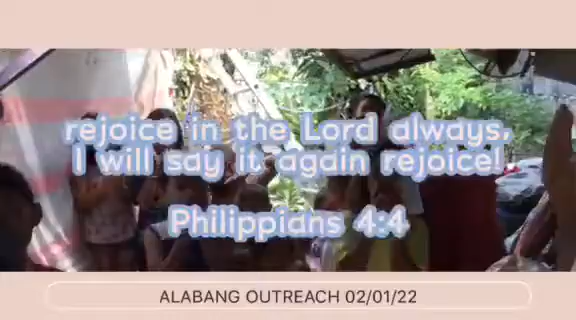 rejoice in the Lord always,
I will say it again rejoice!
Philippians 4:4
ALABANG OUTREACH 02/01/22